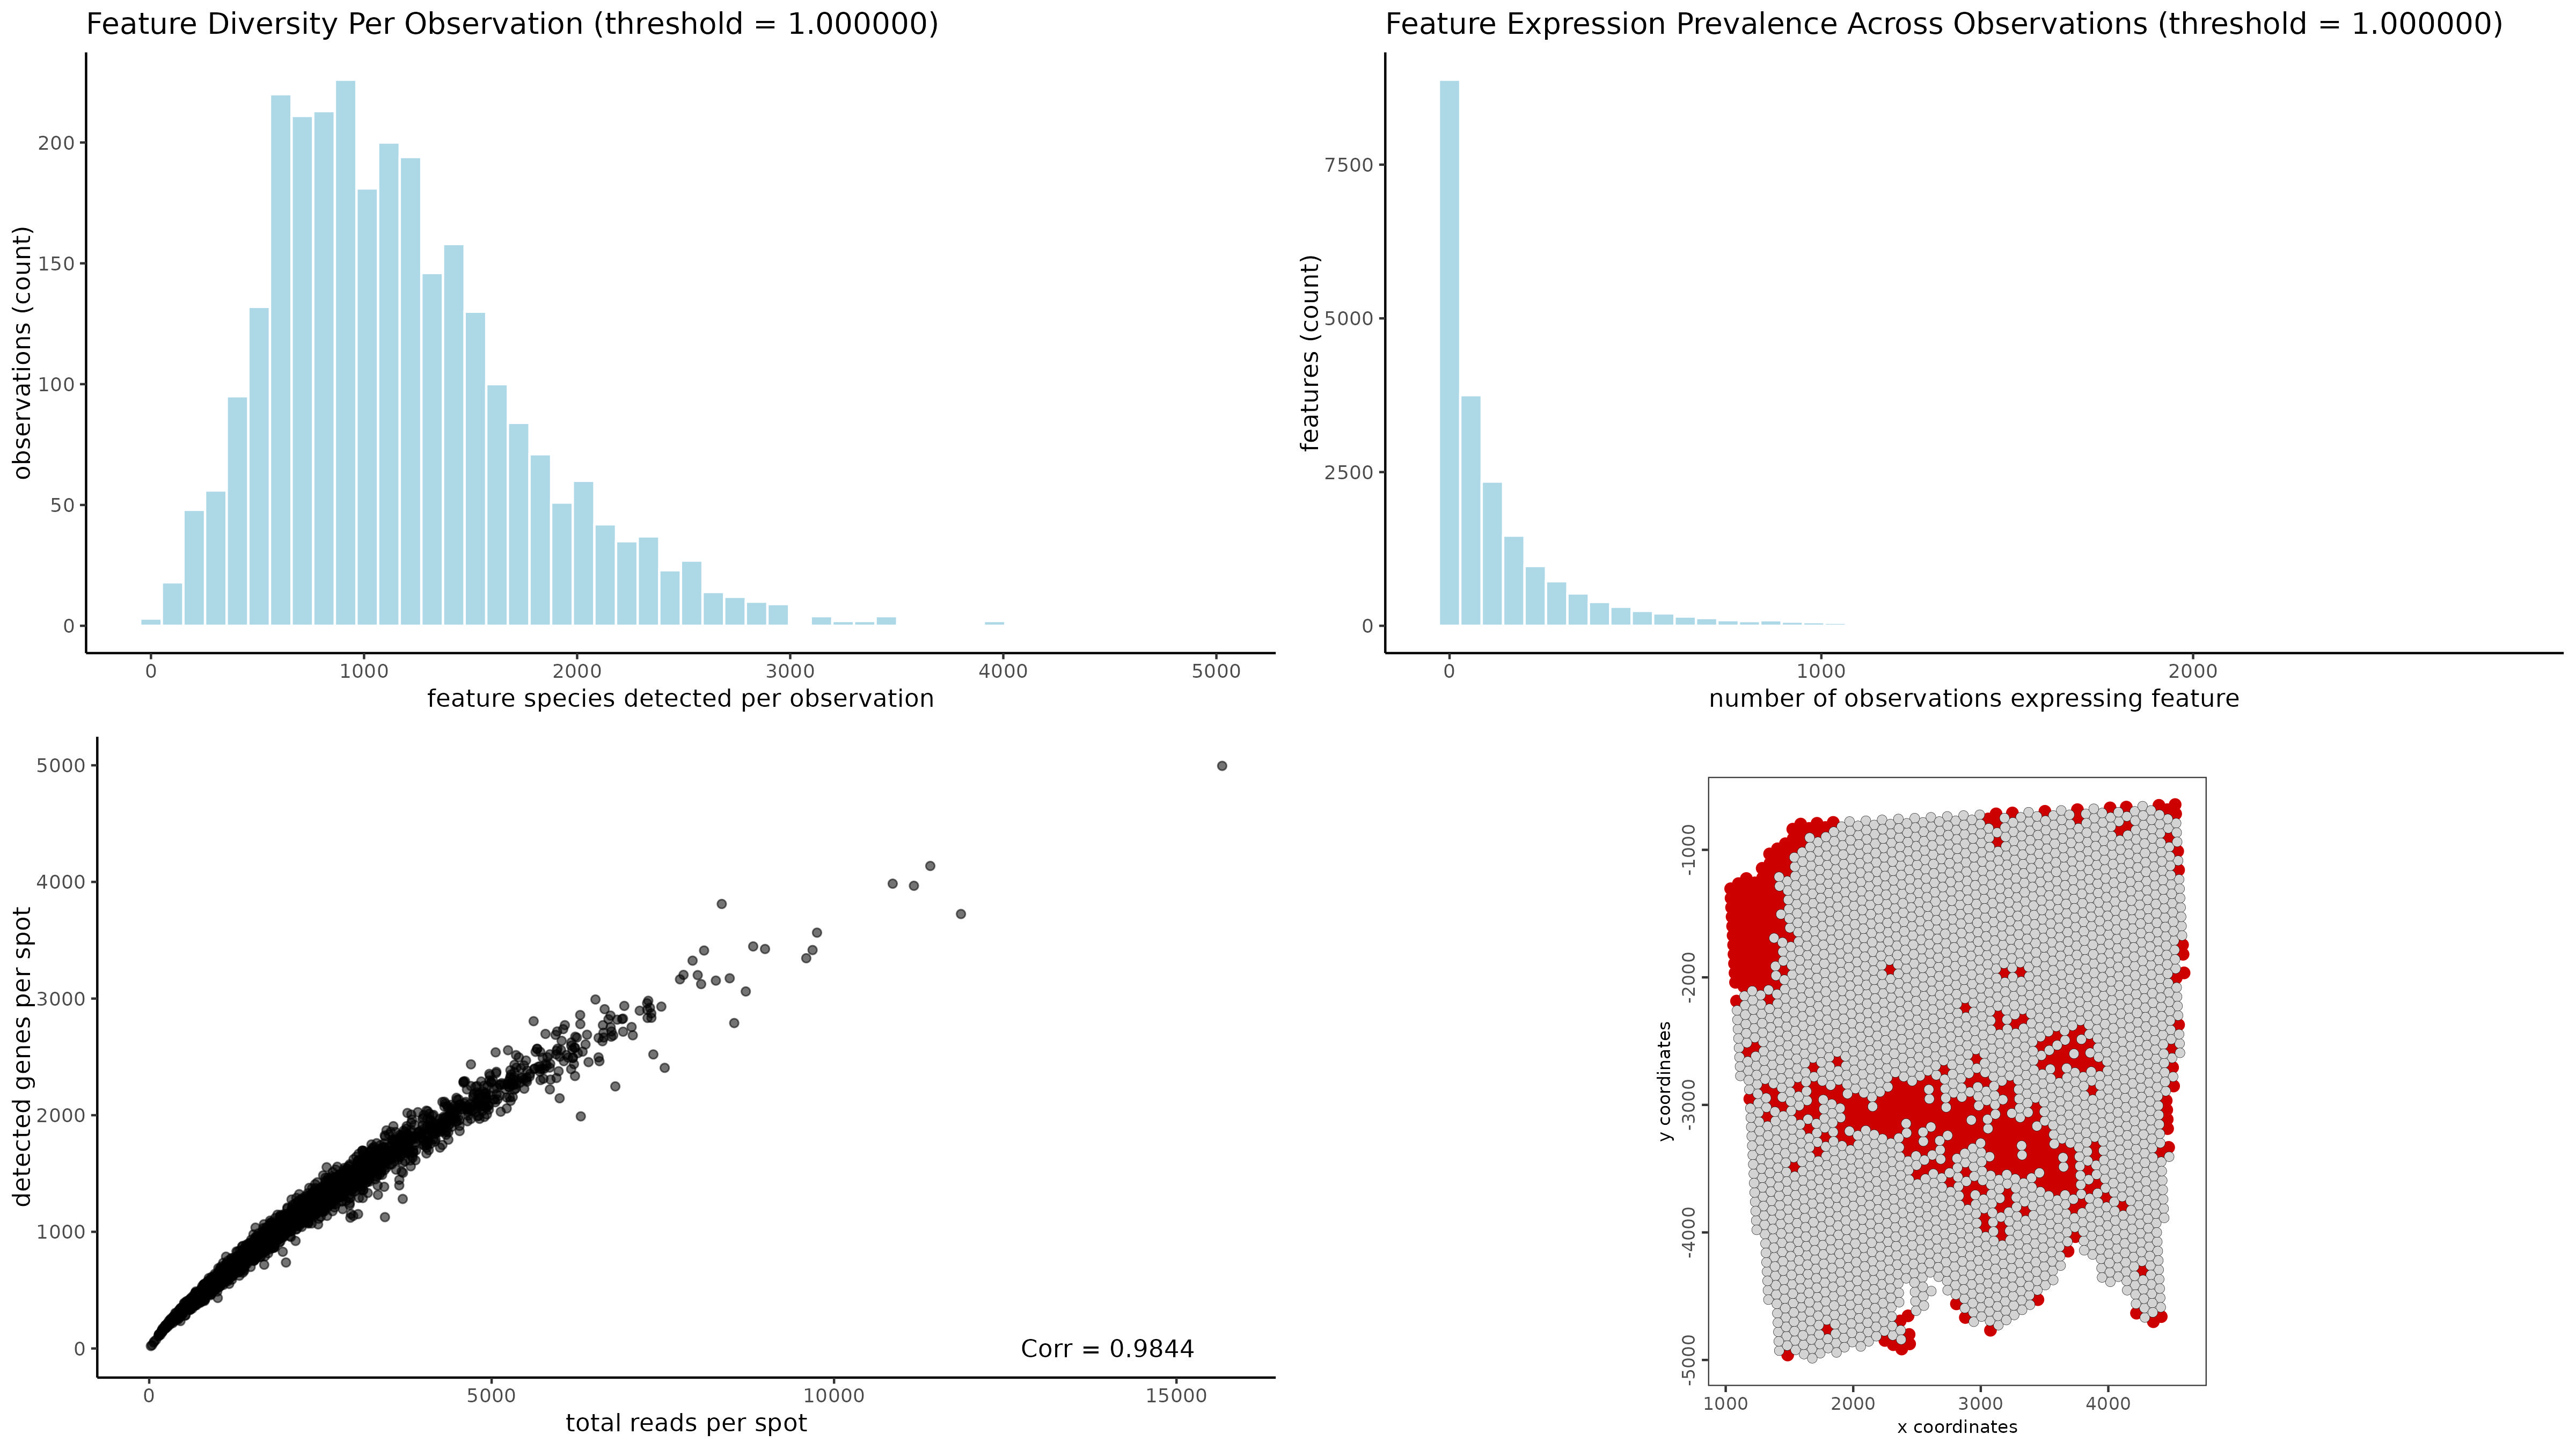 Feature Diversity Per Observation (threshold = 1.000000)
observations (count)
200
150
100
50
0
0 1000 2000 3000 4000 5000
feature species detected per observation
Feature Expression Prevalence Across Observations (threshold = 1.000000)
features (count)
7500
5000
2500
0
0 1000 2000
number of observations expressing feature
detected genes per spot
5000
4000
3000
2000
1000
0
Corr = 0.9844
0 5000 10000 15000
total reads per spot
y coordinates
-1000
-2000
-3000
-4000
-5000
1000 2000 3000 4000
x coordinates